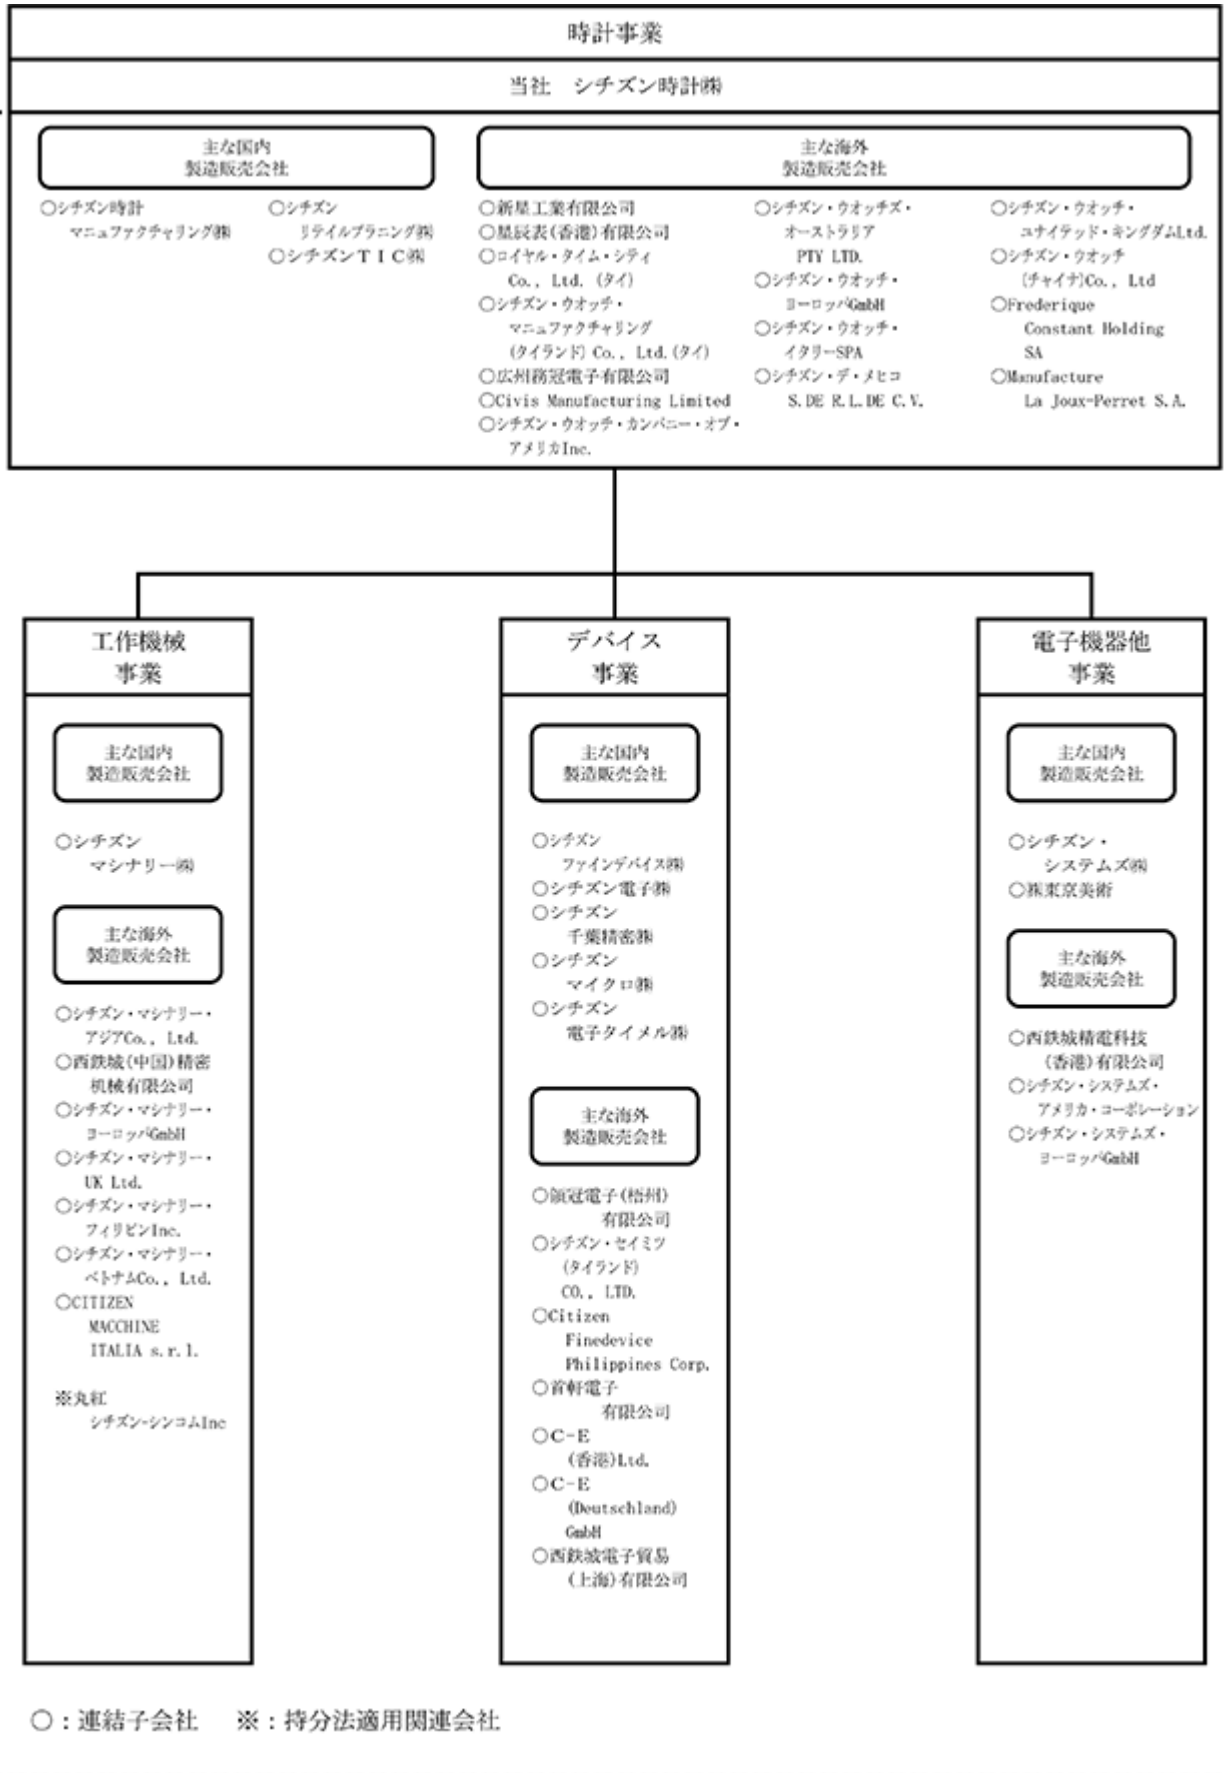 時計事業
当社　シチズン時計㈱
主な国内
製造販売会社
○シチズン時計
マニュファクチャリング㈱
○シチズン
リテイルプラニング㈱
○シチズンＴＩＣ㈱
主な海外
製造販売会社
○新星工業有限公司
○星辰表(香港)有限公司
○ロイヤル・タイム・シティ
Co., Ltd. (タイ)
○シチズン・ウオッチ・
マニュファクチャリング
(タイランド) Co., Ltd.(タイ)
○広州務冠電子有限公司
○Civis Manufacturing Limited
○シチズン・ウオッチ・カンパニー・オブ・
アメリカInc.
○シチズン・ウオッチズ・
オーストラリア
PTY LTD.
○シチズン・ウオッチ・
ヨーロッパGmbH
○シチズン・ウオッチ・
イタリーSPA
○シチズン・デ・メヒコ
S.DE R.L.DE C.V.
○シチズン・ウオッチ・
ユナイテッド・キングダムLtd.
○シチズン・ウオッチ
(チャイナ)Co., Ltd
○Frederique
Constant Holding
SA
○Manufacture
La Joux-Perret S.A.
工作機械
事業
主な国内
製造販売会社
○シチズン
マシナリー㈱
主な海外
製造販売会社
○シチズン・マシナリー・
アジアCo., Ltd.
○西鉄城(中国)精密
机械有限公司
○シチズン・マシナリー・
ヨーロッパGmbH
○シチズン・マシナリー・
UK Ltd.
○シチズン・マシナリー・
フィリピンInc.
○シチズン・マシナリー・
ベトナムCo., Ltd.
○CITIZEN
MACCHINE
ITALIA s.r.l.
※丸紅
シチズン-シンコムInc
デバイス
事業
主な国内
製造販売会社
○シチズン
ファインデバイス㈱
○シチズン電子㈱
○シチズン
千葉精密㈱
○シチズン
マイクロ㈱
○シチズン
電子タイメル㈱
主な海外
製造販売会社
○領冠電子(梧州)
有限公司
○シチズン・セイミツ
(タイランド)
CO., LTD.
○Citizen
Finedevice
Philippines Corp.
○首軒電子
有限公司
○Ｃ−Ｅ
(香港)Ltd.
○Ｃ−Ｅ
(Deutschland)
GmbH
○西鉄城電子貿易
(上海)有限公司
電子機器他
事業
主な国内
製造販売会社
○シチズン・
システムズ㈱
○㈱東京美術
主な海外
製造販売会社
○西鉄城精電科技
(香港)有限公司
○シチズン・システムズ・
アメリカ・コーポレーション
○シチズン・システムズ・
ヨーロッパGmbH
○：連結子会社　※：持分法適用関連会社